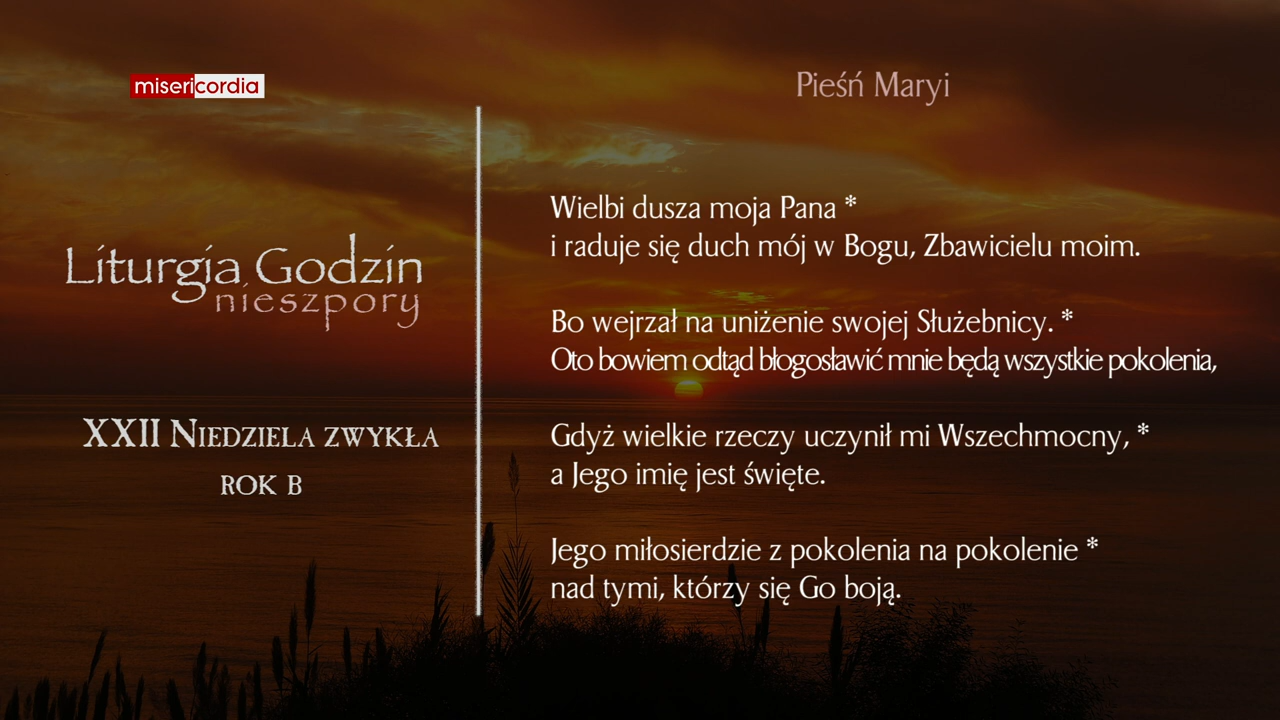 misericordia
Liturgia Godzin
nieszpory
XXII Niedziela zwykła
rok B
Pieśń Maryi
Wielbi dusza moja Pana *
i raduje się duch mój w Bogu, Zbawicielu moim.
Bo wejrzał na uniżenie swojej Służebnicy. *
Oto bowiem odtąd błogosławić mnie będą wszystkie pokolenia,
Gdyż wielkie rzeczy uczynił mi Wszechmocny, *
a Jego imię jest święte.
Jego miłosierdzie z pokolenia na pokolenie *
nad tymi, którzy się Go boją.